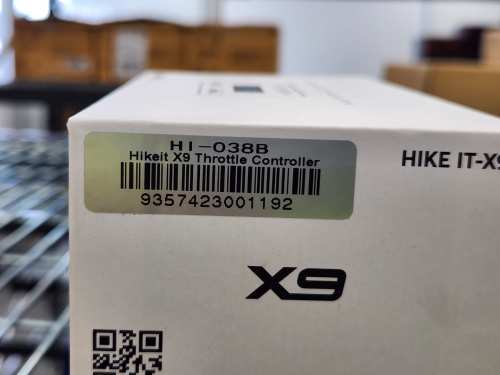 HI-038B
Hikeit X9 Throttle Controller
9357423001192
HIKE IT-X9
X9